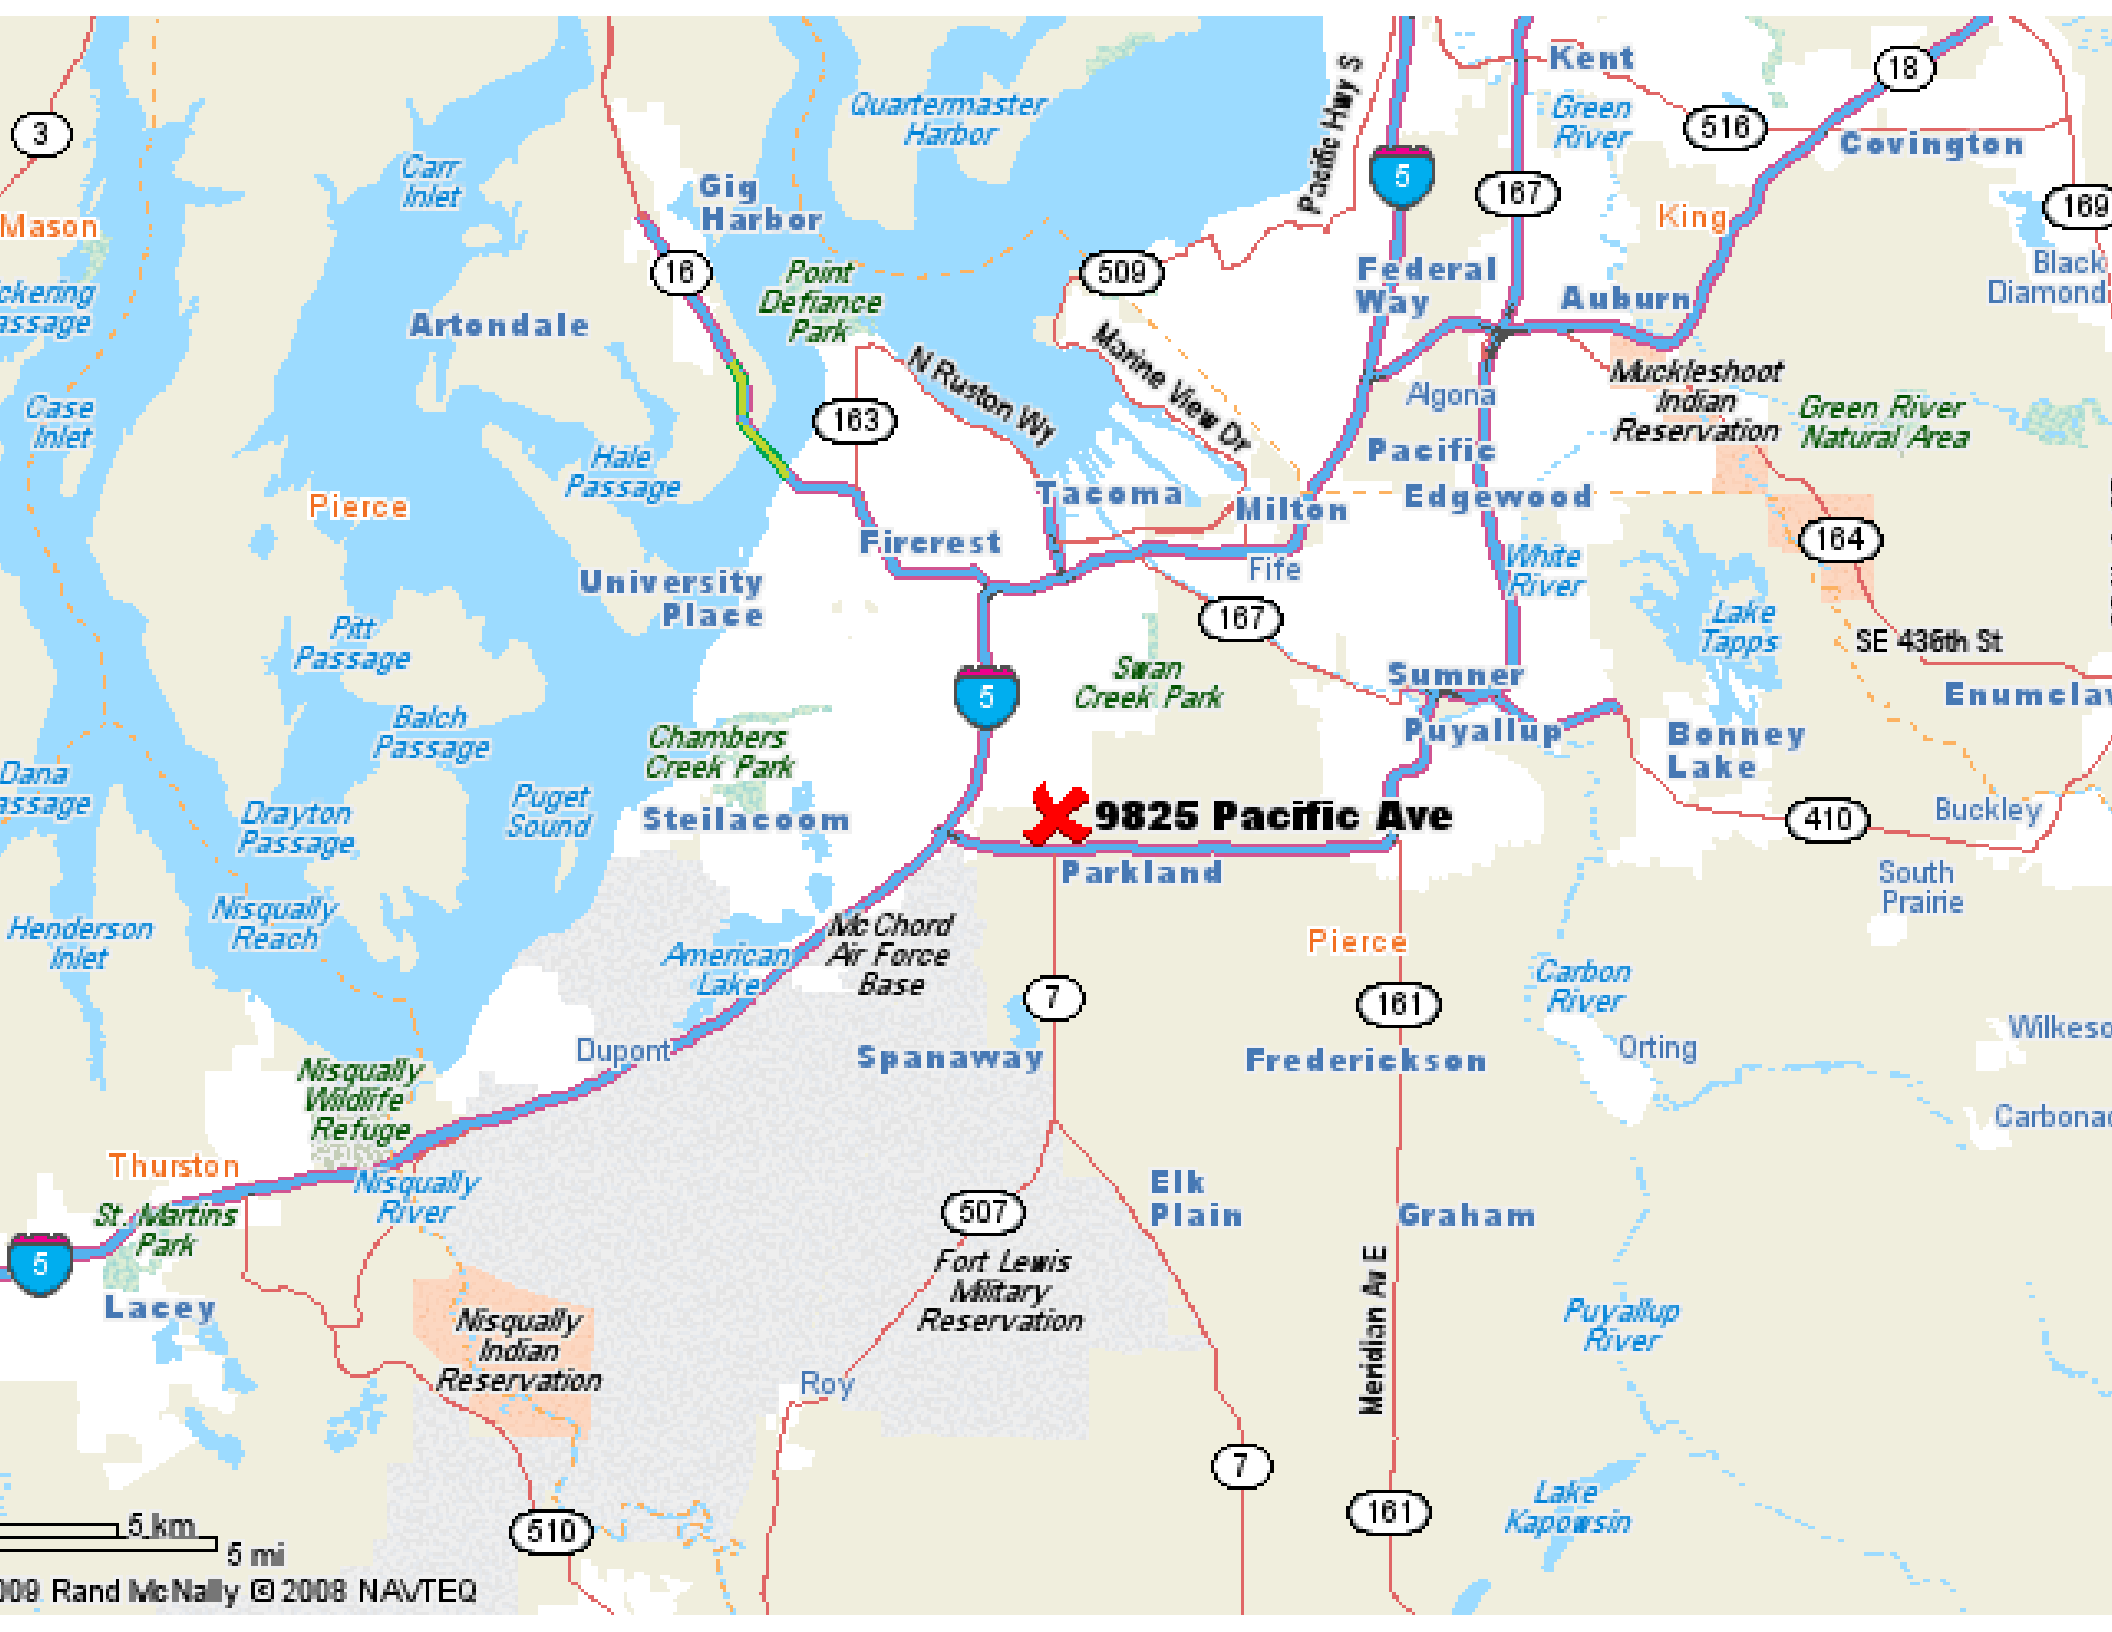 Kent
18
3
Quartermaster
Harbor
Green
River
516
Covington
Pacific Hwy S
Carr
Inlet
5
167
Gig
Harbor
169
Mason
King
16
509
Point
Defiance
Park
Federal
Way
Black
Diamond
Auburn
Artondale
Marine View Dr
N Ruston Wy
Muckleshoot
Indian
Reservation
Algona
Case
Inlet
163
Green River
Natural Area
Hale
Passage
Pacific
Pierce
Tacoma
Milton
Edgewood
164
Fircrest
White
River
Fife
University
Place
167
Lake
Tapps
Pitt
Passage
SE 436th St
Swan
Creek Park
Sumner
5
Enumclaw
Balch
Passage
Puyallup
Bonney
Lake
Chambers
Creek Park
Dana
Puget
Sound
Drayton
Passage
Steilacoom
9825 Pacific Ave
410
Buckley
Parkland
South
Prairie
Nisqually
Reach
Henderson
Inlet
McChord
Air Force
Base
American
Lake
Pierce
Carbon
River
7
161
Dupont
Spanaway
Frederickson
Orting
Wilkeso
Nisqually
Wildlife
Refuge
Carbonad
Thurston
Nisqually
River
Elk
Plain
St. Martins
Park
507
Graham
5
Fort Lewis
Military
Reservation
Meridian Av E
Lacey
Nisqually
Indian
Reservation
Puyallup
River
Roy
7
Lake
Kapowsin
161
510
5 km
5 mi
009 Rand McNally © 2008 NAVTEQ